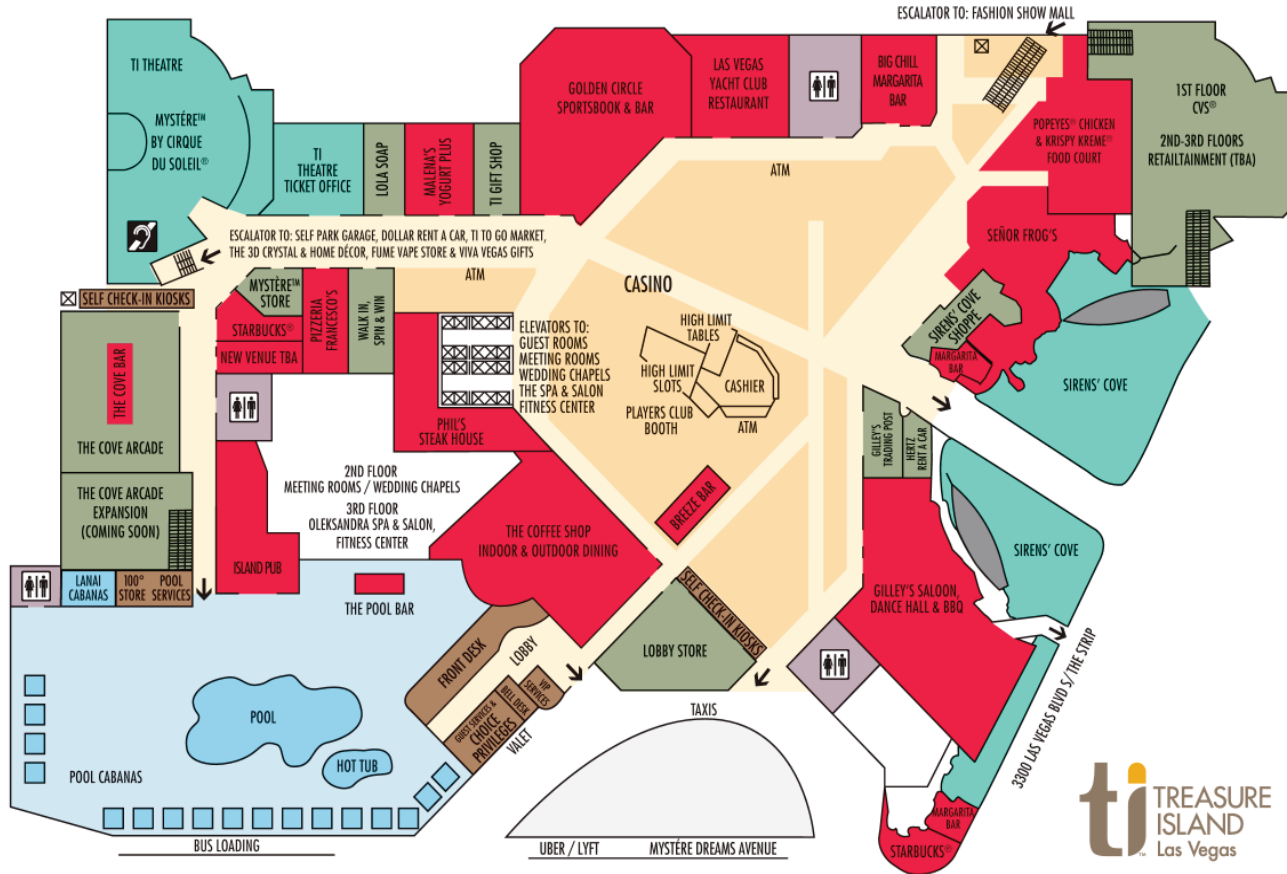 ESCALATOR TO: FASHION SHOW MALL
TI THEATRE
MYSTÉRE™
BY CIRQUE
DU SOLEIL®
TI
THEATRE
TICKET OFFICE
LOLA SOAP
MALENA'S
YOGURT PLUS
TI GIFT SHOP
GOLDEN CIRCLE
SPORTSBOOK & BAR
LAS VEGAS
YACHT CLUB
RESTAURANT
BIG CHILL
MARGARITA
BAR
POPEYES® CHICKEN
& KRISPY KREME®
FOOD COURT
1ST FLOOR
CVS®
2ND-3RD FLOORS
RETAILTAINMENT (TBA)
ATM
ESCALATOR TO: SELF PARK GARAGE, DOLLAR RENT A CAR, TI TO GO MARKET,
THE 3D CRYSTAL & HOME DÉCOR, FUME VAPE STORE & VIVA VEGAS GIFTS
ATM
SEÑOR FROG'S
SELF CHECK-IN KIOSKS
MYSTÈRE™
STORE
STARBUCKS®
NEW VENUE TBA
PIZZERIA
FRANCESCO'S
WALK IN,
SPIN & WIN
CASINO
ELEVATORS TO:
GUEST ROOMS
MEETING ROOMS
WEDDING CHAPELS
THE SPA & SALON
FITNESS CENTER
HIGH LIMIT
TABLES
HIGH LIMIT
SLOTS
CASHIER
PLAYERS CLUB
BOOTH
ATM
SIRENS' COVE
SHOPPE
MARGARITA
BAR
SIRENS' COVE
THE COVE BAR
THE COVE ARCADE
PHIL'S
STEAK HOUSE
GILLEY'S
TRADING POST
HERTZ
RENT A CAR
2ND FLOOR
MEETING ROOMS / WEDDING CHAPELS
3RD FLOOR
OLEKSANDRA SPA & SALON,
FITNESS CENTER
THE COVE ARCADE
EXPANSION
(COMING SOON)
BREEZE BAR
THE COFFEE SHOP
INDOOR & OUTDOOR DINING
SIRENS' COVE
ISLAND PUB
LANAI
CABANAS
100°
STORE
POOL
SERVICES
THE POOL BAR
SELF CHECK-IN KIOSKS
GILLEY'S SALOON,
DANCE HALL & BBQ
FRONT DESK
LOBBY
LOBBY STORE
VIP
SERVICES
BELL DESK
GUEST SERVICES &
CHOICE
PRIVILEGES
VALET
TAXIS
POOL
HOT TUB
POOL CABANAS
3300 LAS VEGAS BLVD S/ THE STRIP
MARGARITA
BAR
STARBUCKS®
BUS LOADING
UBER / LYFT
MYSTÉRE DREAMS AVENUE
ti™ TREASURE
ISLAND
Las Vegas